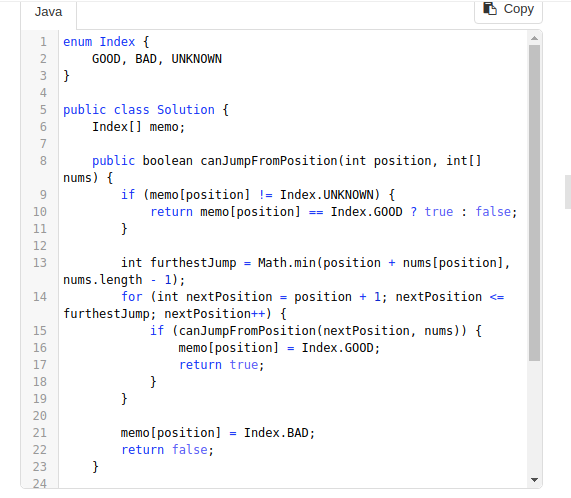 Java
Copy
1 enum Index {
2     GOOD, BAD, UNKNOWN
3 }
4
5 public class Solution {
6     Index[] memo;
7
8     public boolean canJumpFromPosition(int position, int[]
nums) {
9         if (memo[position] != Index.UNKNOWN) {
10             return memo[position] == Index.GOOD ? true : false;
11         }
12
13         int furthestJump = Math.min(position + nums[position],
nums.length - 1);
14         for (int nextPosition = position + 1; nextPosition <=
furthestJump; nextPosition++) {
15             if (canJumpFromPosition(nextPosition, nums)) {
16                 memo[position] = Index.GOOD;
17                 return true;
18             }
19         }
20
21         memo[position] = Index.BAD;
22         return false;
23     }
24